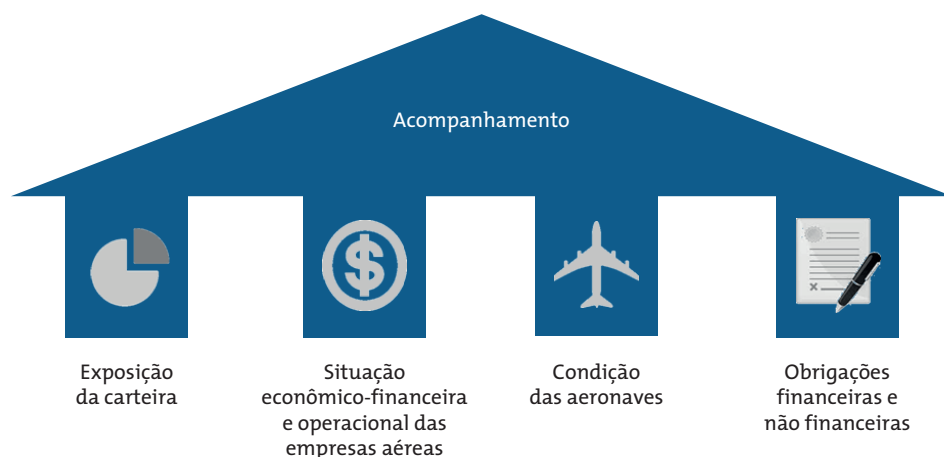 Acompanhamento
Exposição
da carteira
Situação
econômico-financeira
e operacional das
empresas aéreas
Condição
das aeronaves
Obrigações
financeiras e
não financeiras